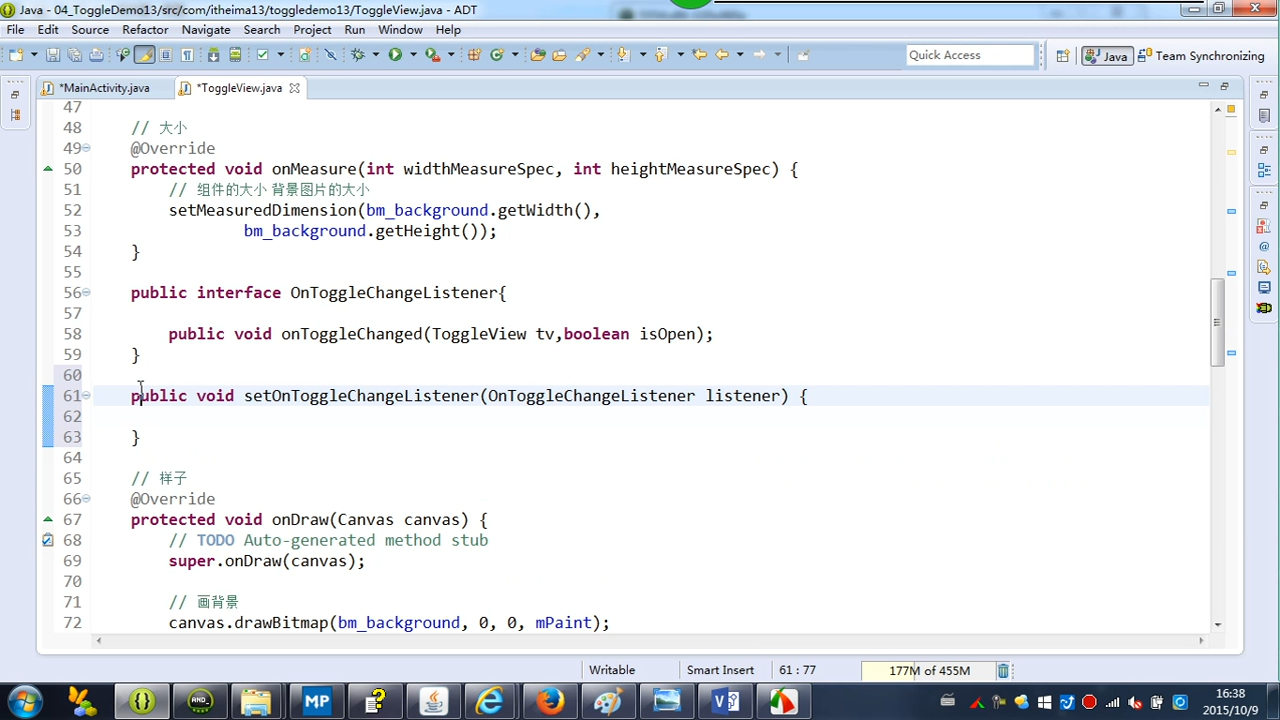 Java - 04_ToggleDemo13/src/com/itheima13/toggledemo13/ToggleView.java - ADT
File Edit Source Refactor Navigate Search Project Run Window Help
Quick Access
Java
Team Synchronizing
*MainActivity.java
*ToggleView.java
47
48 // 大小
49 @Override
50 protected void onMeasure(int widthMeasureSpec, int heightMeasureSpec) {
51 // 组件的大小 背景图片的大小
52 setMeasuredDimension(bm_background.getWidth(),
53 bm_background.getHeight());
54 }
55
56 public interface OnToggleChangeListener{
57
58 public void onToggleChanged(ToggleView tv,boolean isOpen);
59 }
60
61 public void setOnToggleChangeListener(OnToggleChangeListener listener) {
62
63 }
64
65 // 样子
66 @Override
67 protected void onDraw(Canvas canvas) {
68 // TODO Auto-generated method stub
69 super.onDraw(canvas);
70
71 // 画背景
72 canvas.drawBitmap(bm_background, 0, 0, mPaint);
Writable Smart Insert 61 : 77 177M of 455M
16:38
2015/10/9